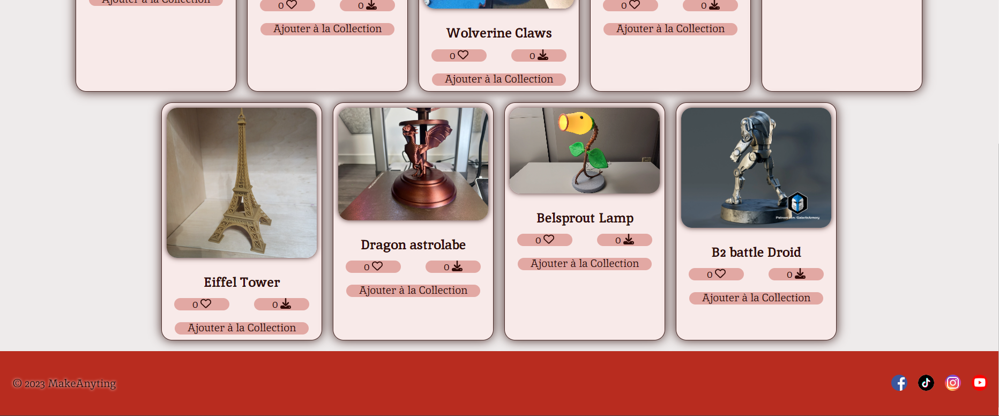 Ajouter à la Collection
0
0
0
0
Ajouter à la Collection
Wolverine Claws
Ajouter à la Collection
0
0
Ajouter à la Collection
Eiffel Tower
0
0
Ajouter à la Collection
Dragon astrolabe
0
0
Ajouter à la Collection
Belsprout Lamp
0
0
Ajouter à la Collection
Patreon.com/GalacticArmory
B2 battle Droid
0
0
Ajouter à la Collection
© 2023 MakeAnyting